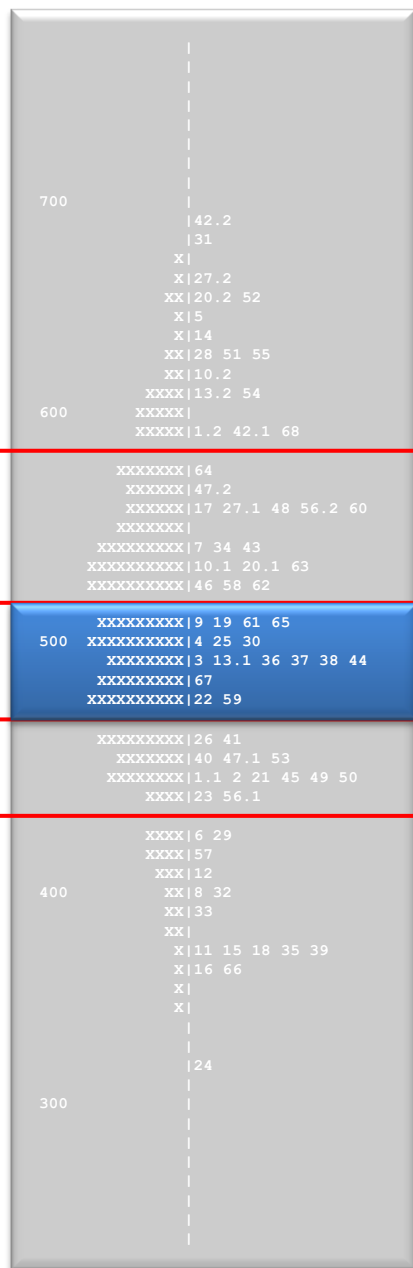 |
|
|
|
|
|
|
|
700 |
|42.2
|31
X|
X|27.2
XX|20.2 52
X|5
X|14
XX|28 51 55
XX|10.2
XXXX|13.2 54
600 XXXXX|
XXXXX|1.2 42.1 68
XXXXXXX|64
XXXXXX|47.2
XXXXXX|17 27.1 48 56.2 60
XXXXXXX|
XXXXXXXXX|7 34 43
XXXXXXXXXX|10.1 20.1 63
XXXXXXXXXX|46 58 62
XXXXXXXXX|9 19 61 65
500 XXXXXXXXXX|4 25 30
XXXXXXXX|3 13.1 36 37 38 44
XXXXXXXXX|67
XXXXXXXXXX|22 59
XXXXXXXXX|26 41
XXXXXXX|40 47.1 53
XXXXXXXX|1.1 2 21 45 49 50
XXXX|23 56.1
XXXX|6 29
XXXX|57
XXX|12
400 XX|8 32
XX|33
XX|
X|11 15 18 35 39
X|16 66
X|
X|
|
|
|24
|
300 |
|
|
|
|
|
|
|